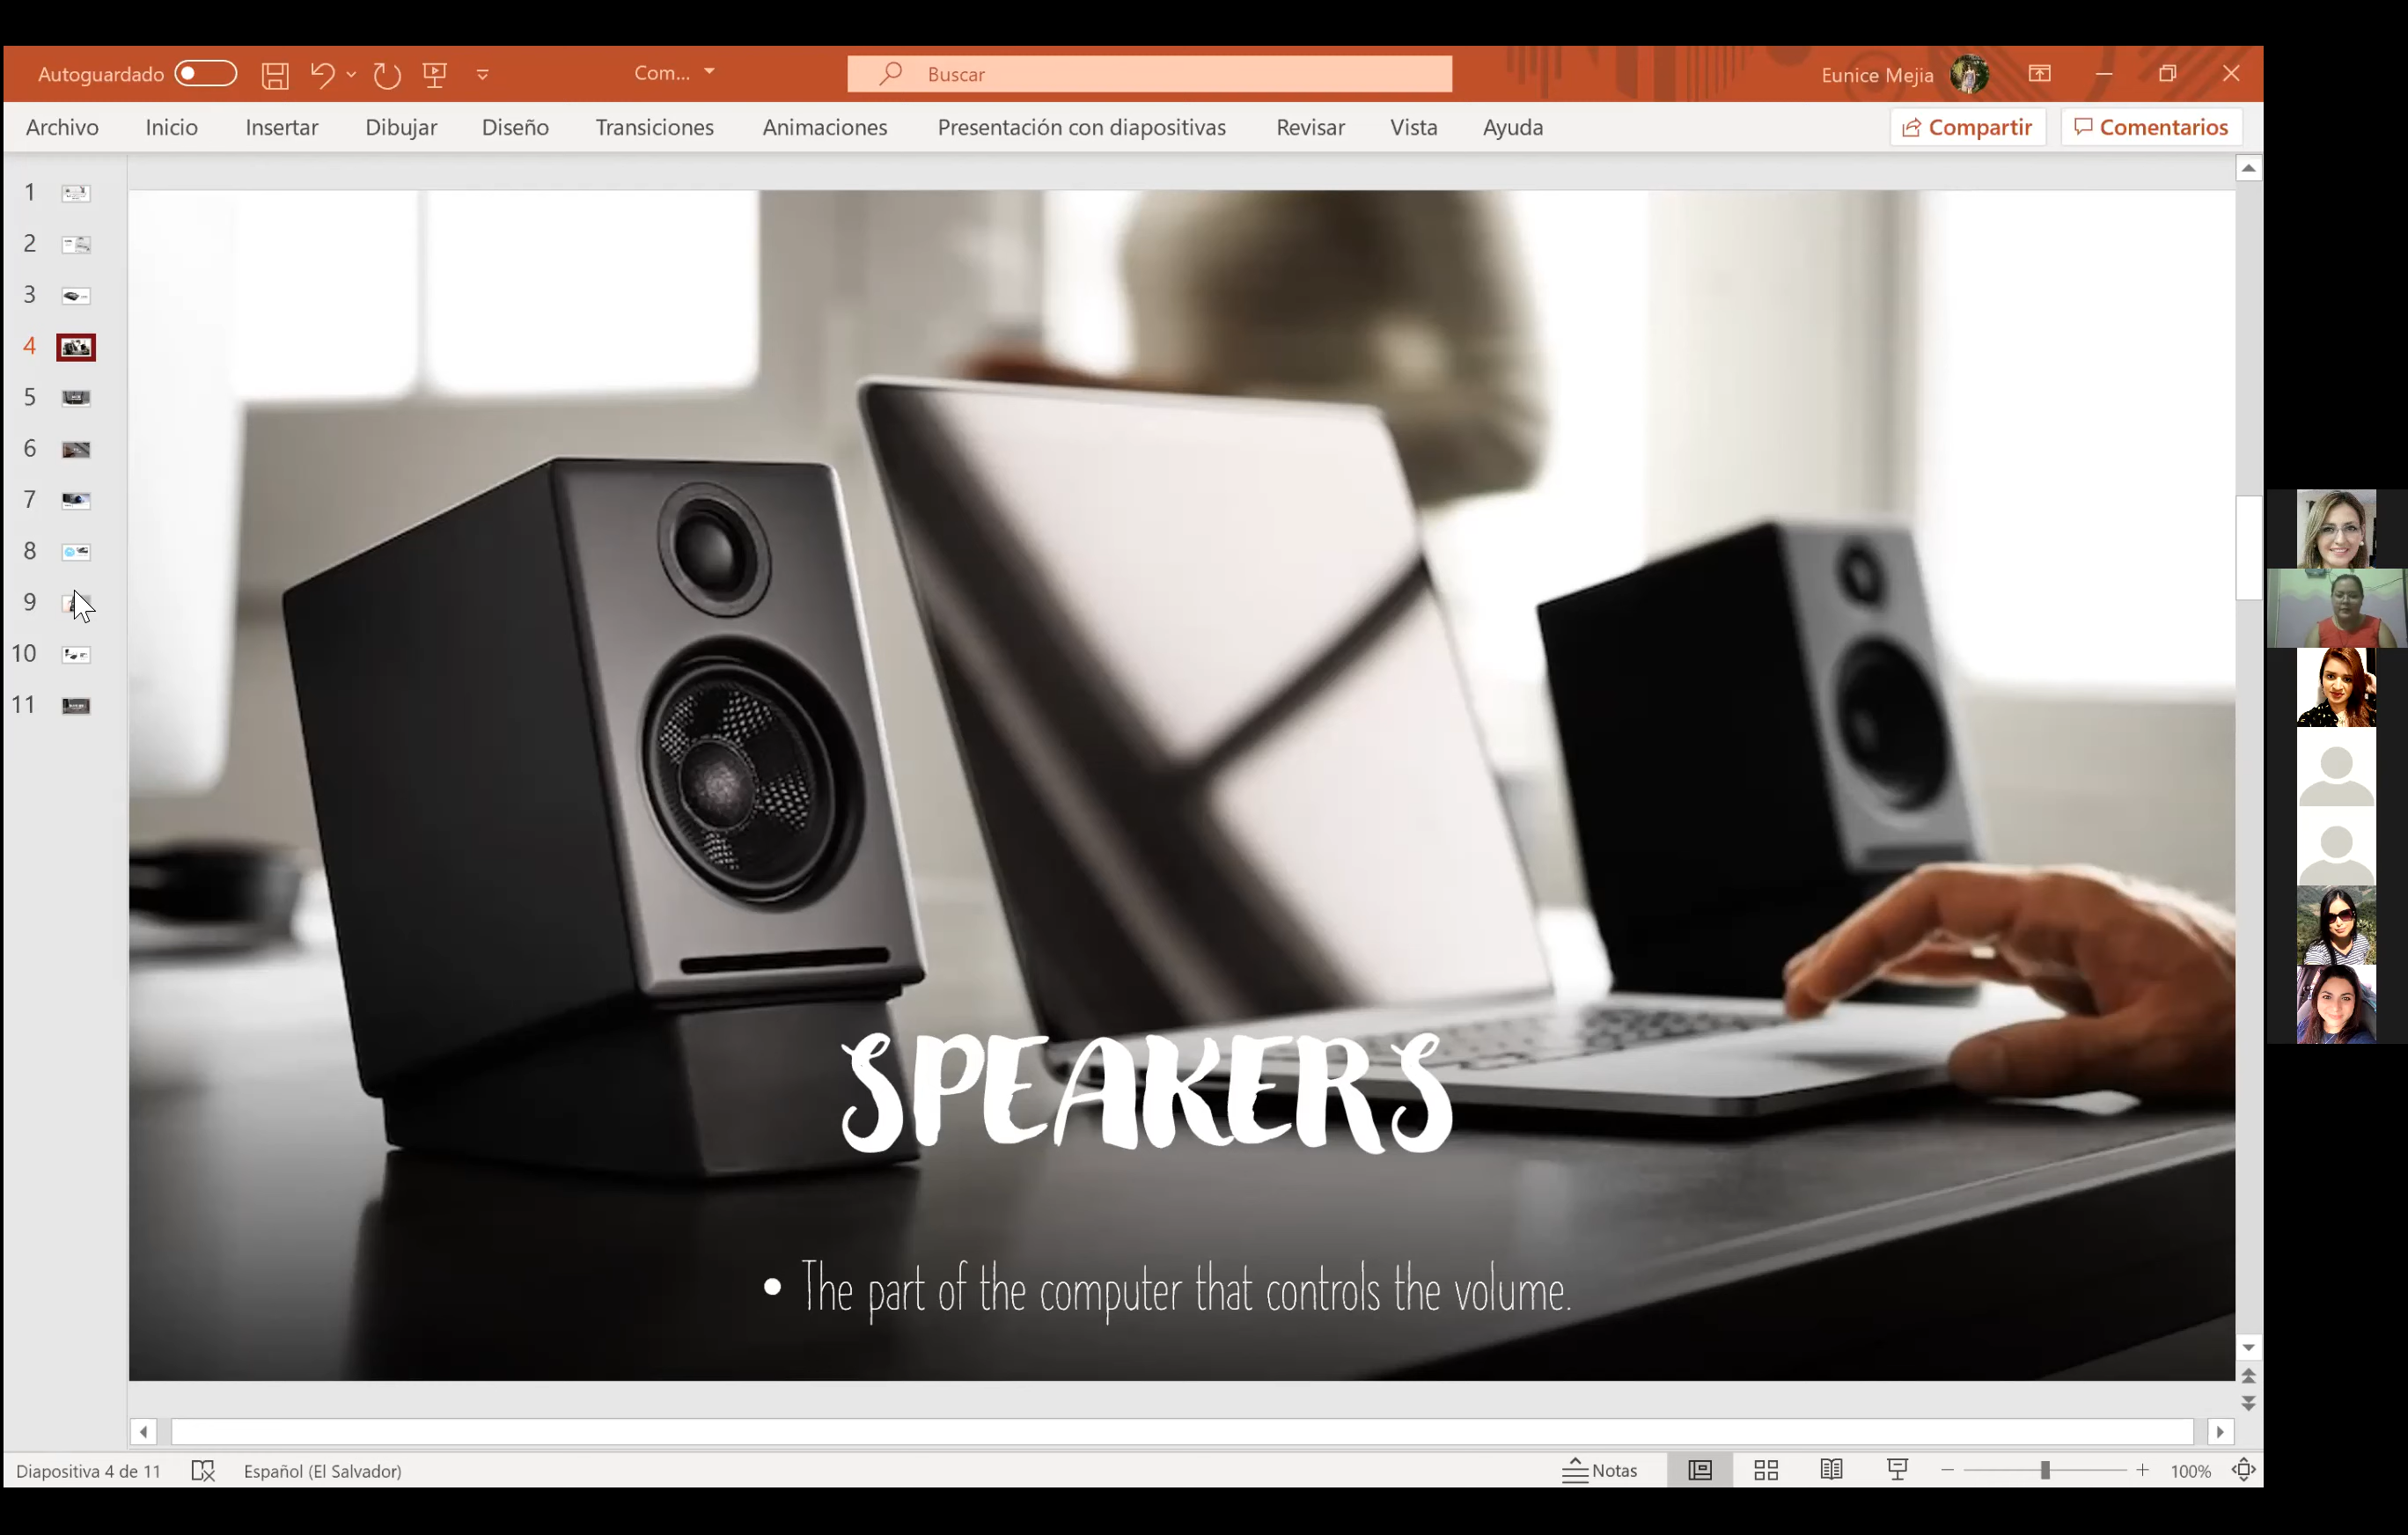 Autoguardado
Com...
Buscar
Eunice Mejia
Archivo Inicio Insertar Dibujar Diseño Transiciones Animaciones Presentación con diapositivas Revisar Vista Ayuda Compartir Comentarios
1
2
3
4
5
6
7
8
9
10
11
SPEAKERS
• The part of the computer that controls the volume.
Diapositiva 4 de 11 Español (El Salvador) Notas 100%